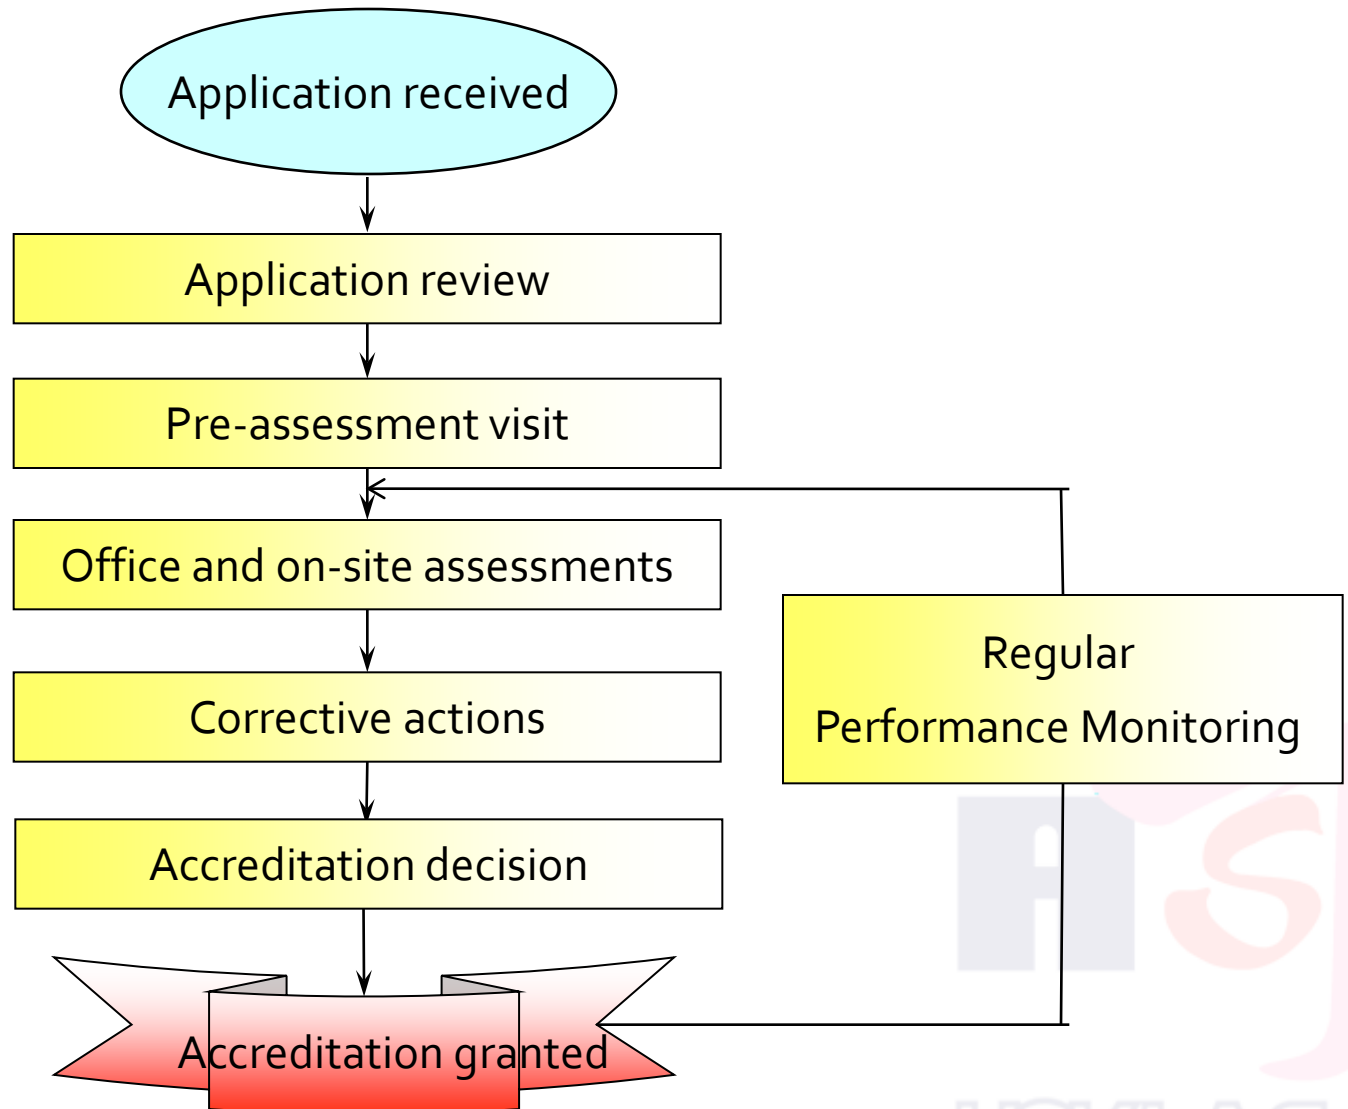 Application received
Application review
Pre-assessment visit
Office and on-site assessments
Corrective actions
Accreditation decision
Accreditation granted
Regular
Performance Monitoring